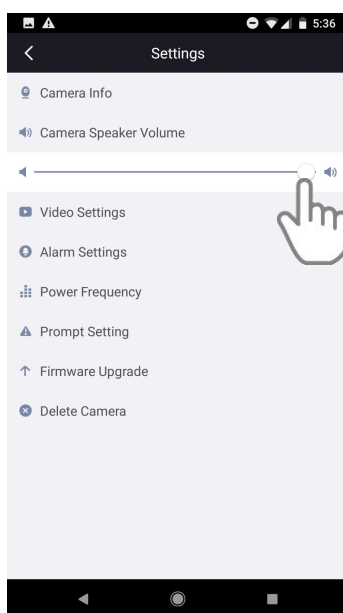 5:36
Settings
Camera Info
Camera Speaker Volume
Video Settings
Alarm Settings
Power Frequency
Prompt Setting
Firmware Upgrade
Delete Camera